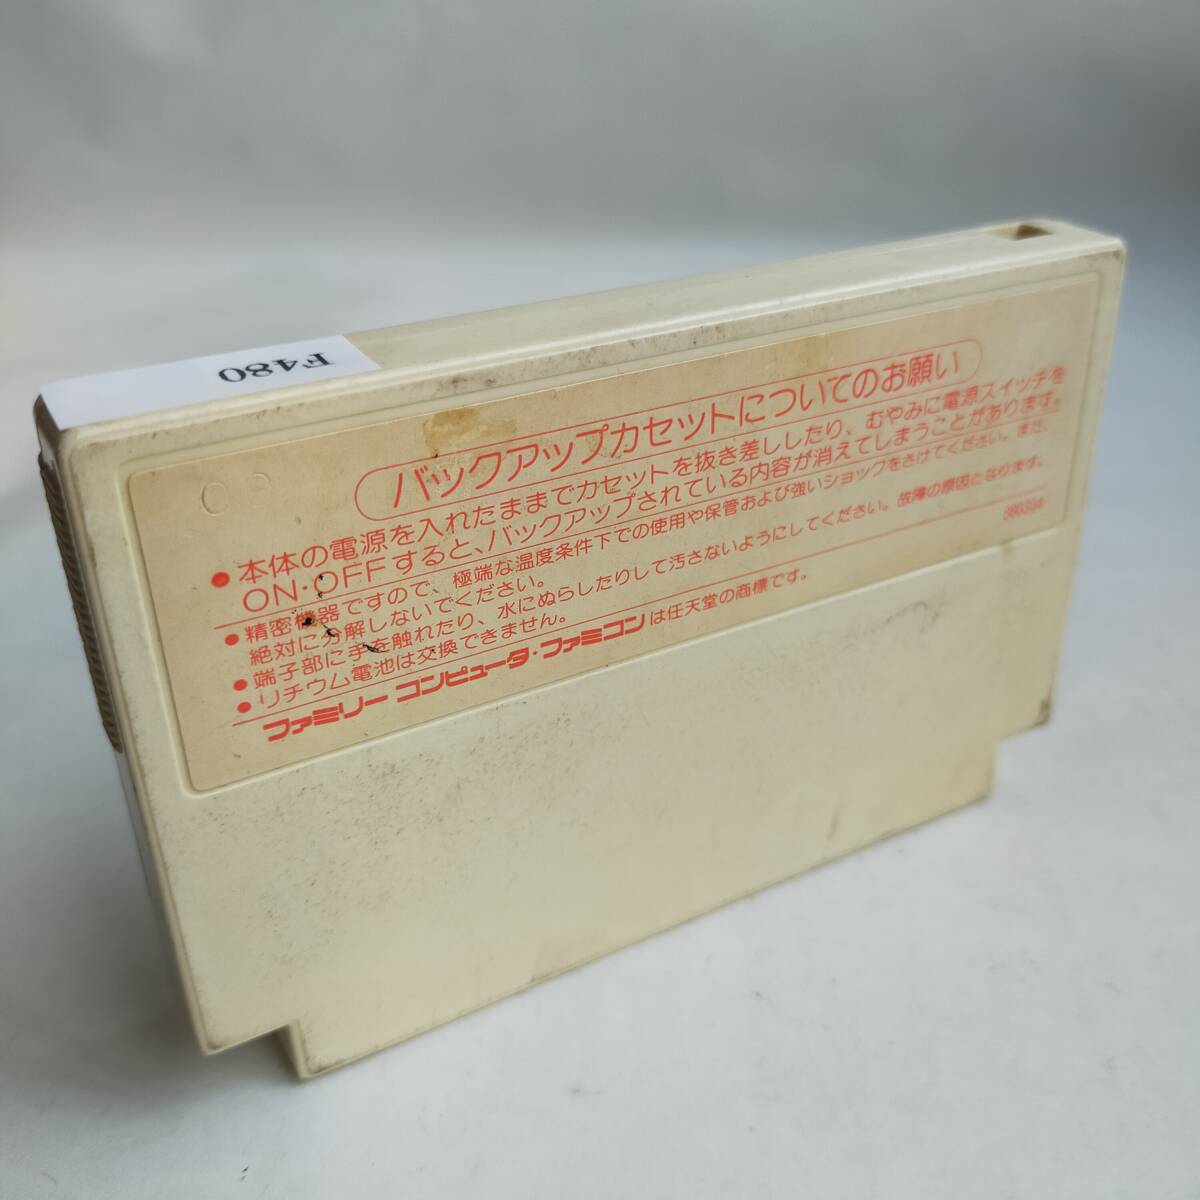 F480
バックアップカセットについてのお願い
●本体の電源を入れたままでカセットを抜き差ししたり、むやみに電源スイッチを
ON・OFFすると、バックアップされている内容が消えてしまうことがあります。
●精密機器ですので、極端な温度条件下での使用や保管および強いショックをさけてください。また、
絶対に分解しないでください。
●端子部に手を触れたり、水にぬらしたりして汚さないようにしてください。故障の原因となります。
●リチウム電池は交換できません。
ファミリーコンピュータ・ファミコンは任天堂の商標です。